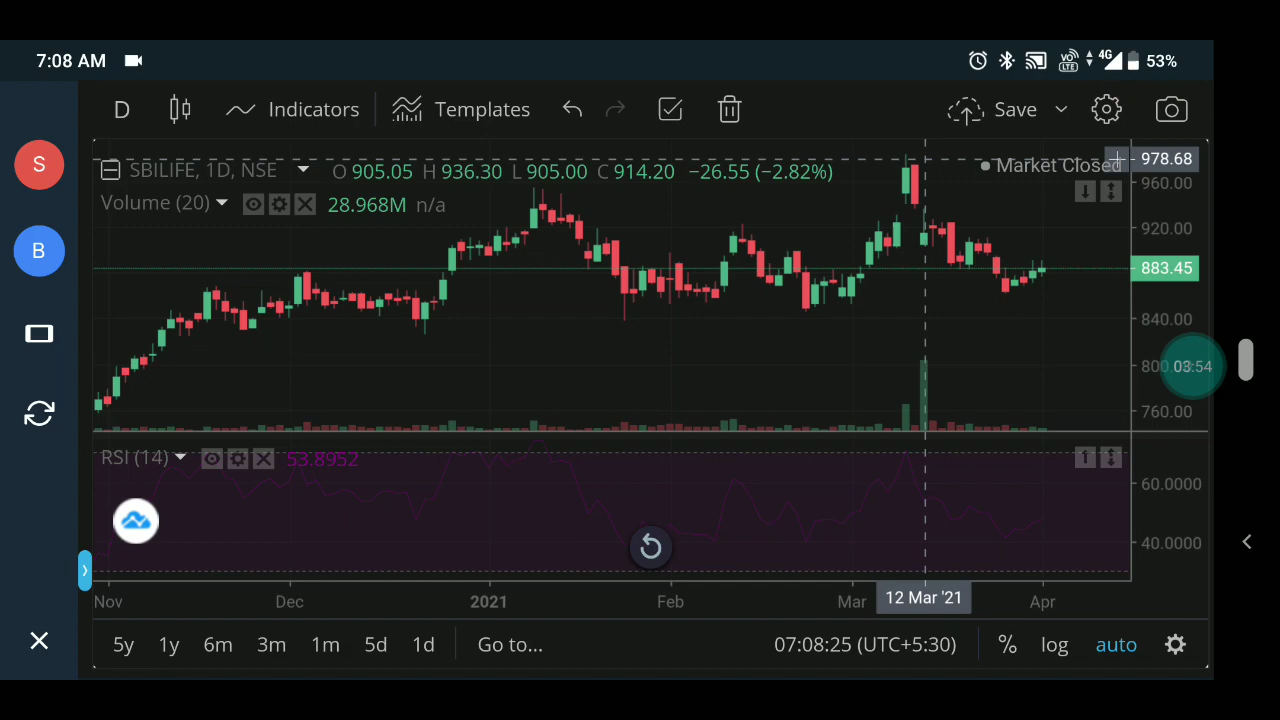 7:08 AM 4G VO LTE 53%
D Indicators Templates Save
S
B
SBILIFE, 1D, NSE O 905.05 H 936.30 L 905.00 C 914.20 −26.55 (−2.82%) Market Closed
Volume (20) 28.968M n/a
978.68
960.00
920.00
883.45
840.00
800.00
03:54
760.00
RSI (14) 53.8952
60.0000
40.0000
Nov Dec 2021 Feb Mar 12 Mar '21 Apr
5y 1y 6m 3m 1m 5d 1d Go to... 07:08:25 (UTC+5:30) % log auto